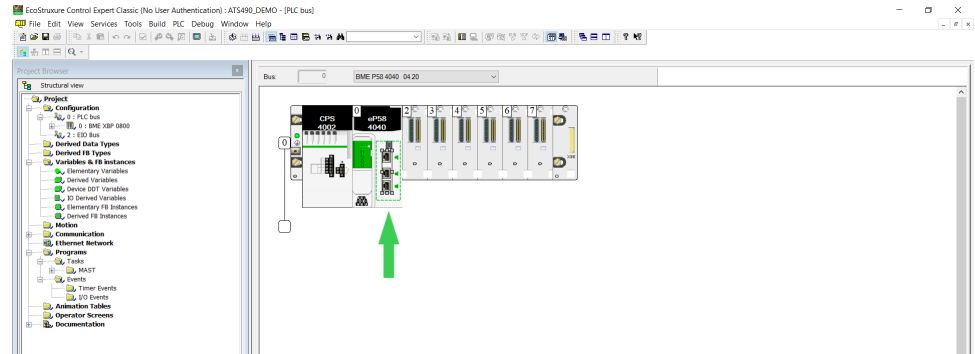 EcoStruxure Control Expert Classic (No User Authentication) : ATS490_DEMO - [PLC bus]
File Edit View Services Tools Build PLC Debug Window Help
Project Browser
Structural view
Project
Configuration
0 : PLC bus
0 : BME XBP 0800
2 : EIO Bus
Derived Data Types
Derived FB Types
Variables & FB instances
Elementary Variables
Derived Variables
Device DDT Variables
IO Derived Variables
Elementary FB Instances
Derived FB Instances
Motion
Communication
Ethernet Network
Programs
Tasks
MAST
Events
Timer Events
I/O Events
Animation Tables
Operator Screens
Documentation
Bus: 0 BME P58 4040 04.20
CPS 4002
0 eP58 4040
2 3 4 5 6 7
0